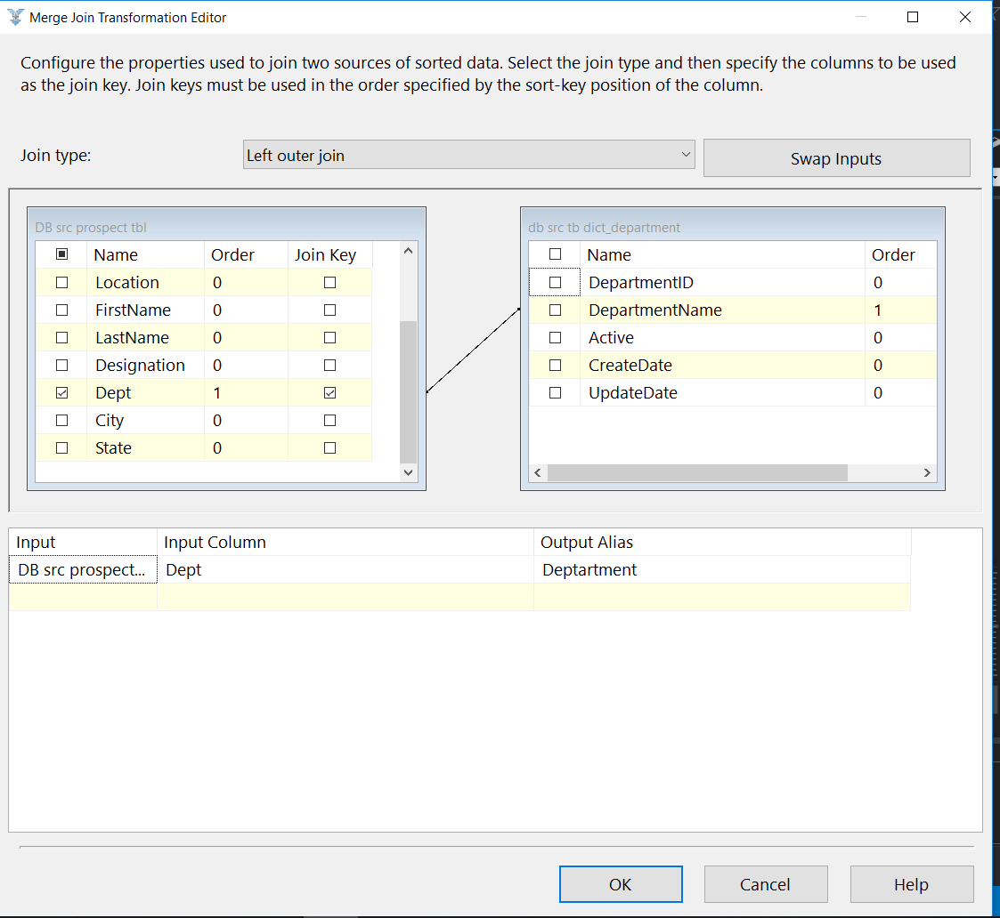 Merge Join Transformation Editor
Configure the properties used to join two sources of sorted data. Select the join type and then specify the columns to be used
as the join key. Join keys must be used in the order specified by the sort-key position of the column.
Join type: Left outer join Swap Inputs
DB src prospect tbl
Name Order Join Key
Location 0
FirstName 0
LastName 0
Designation 0
Dept 1
City 0
State 0
db src tb dict_department
Name Order
DepartmentID 0
DepartmentName 1
Active 0
CreateDate 0
UpdateDate 0
Input Input Column Output Alias
DB src prospect... Dept Deptartment
OK Cancel Help